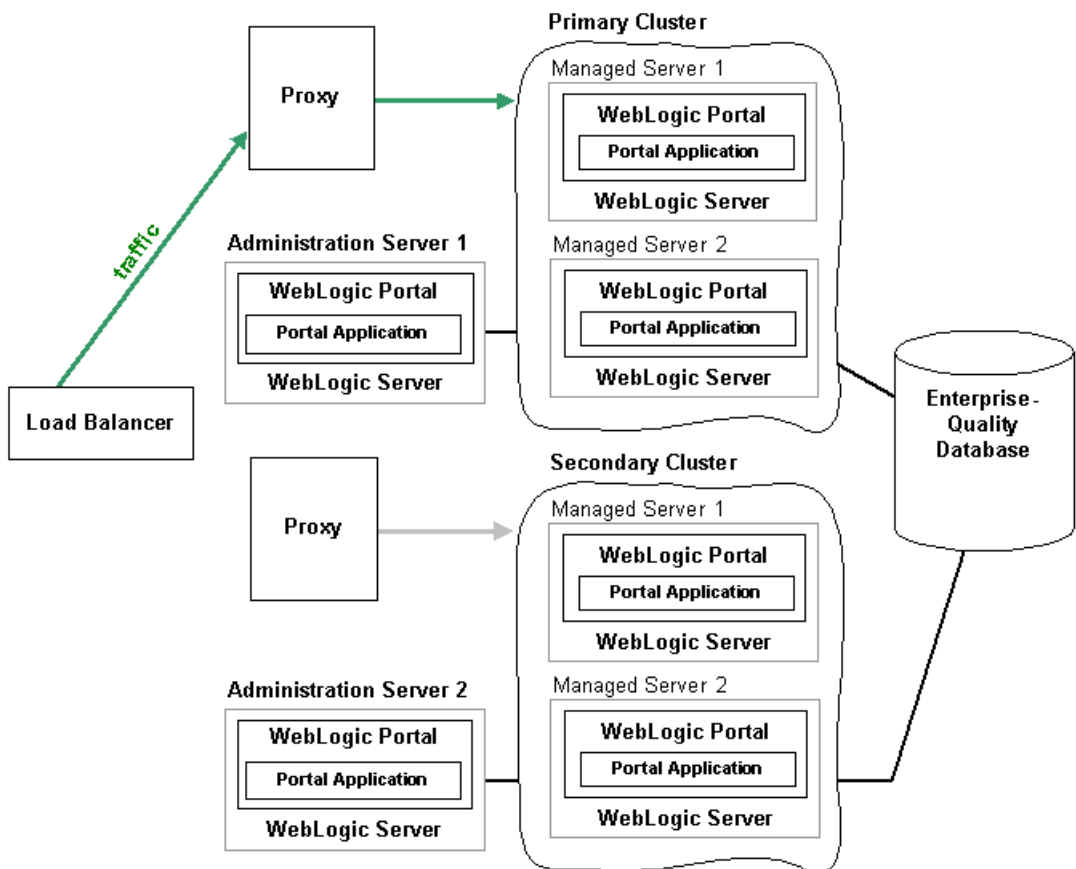 Primary Cluster
Managed Server 1
Proxy
WebLogic Portal
Portal Application
WebLogic Server
traffic
Administration Server 1
WebLogic Portal
Portal Application
WebLogic Server
Managed Server 2
WebLogic Portal
Portal Application
WebLogic Server
Load Balancer
Enterprise-
Quality
Database
Secondary Cluster
Managed Server 1
Proxy
WebLogic Portal
Portal Application
WebLogic Server
Administration Server 2
WebLogic Portal
Portal Application
WebLogic Server
Managed Server 2
WebLogic Portal
Portal Application
WebLogic Server